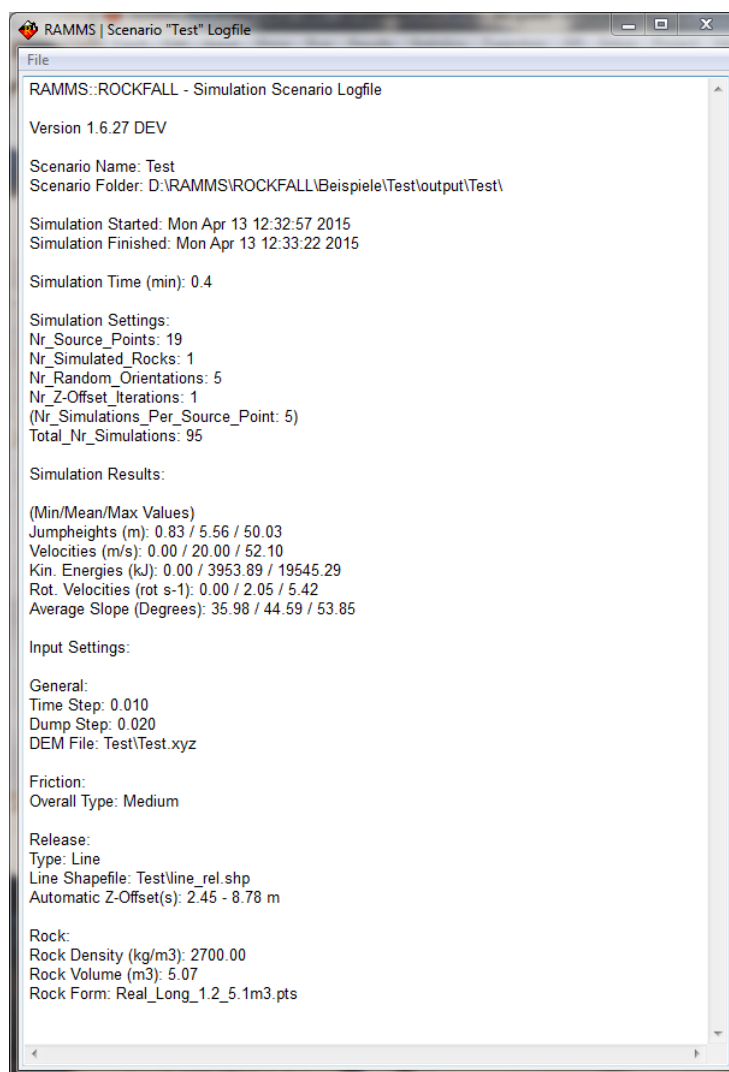 RAMMS | Scenario "Test" Logfile
File
RAMMS::ROCKFALL - Simulation Scenario Logfile
Version 1.6.27 DEV
Scenario Name: Test
Scenario Folder: D:\RAMMS\ROCKFALL\Beispiele\Test\output\Test\
Simulation Started: Mon Apr 13 12:32:57 2015
Simulation Finished: Mon Apr 13 12:33:22 2015
Simulation Time (min): 0.4
Simulation Settings:
Nr_Source_Points: 19
Nr_Simulated_Rocks: 1
Nr_Random_Orientations: 5
Nr_Z-Offset_Iterations: 1
(Nr_Simulations_Per_Source_Point: 5)
Total_Nr_Simulations: 95
Simulation Results:
(Min/Mean/Max Values)
Jumpheights (m): 0.83 / 5.56 / 50.03
Velocities (m/s): 0.00 / 20.00 / 52.10
Kin. Energies (kJ): 0.00 / 3953.89 / 19545.29
Rot. Velocities (rot s-1): 0.00 / 2.05 / 5.42
Average Slope (Degrees): 35.98 / 44.59 / 53.85
Input Settings:
General:
Time Step: 0.010
Dump Step: 0.020
DEM File: Test\Test.xyz
Friction:
Overall Type: Medium
Release:
Type: Line
Line Shapefile: Test\line_rel.shp
Automatic Z-Offset(s): 2.45 - 8.78 m
Rock:
Rock Density (kg/m3): 2700.00
Rock Volume (m3): 5.07
Rock Form: Real_Long_1.2_5.1m3.pts